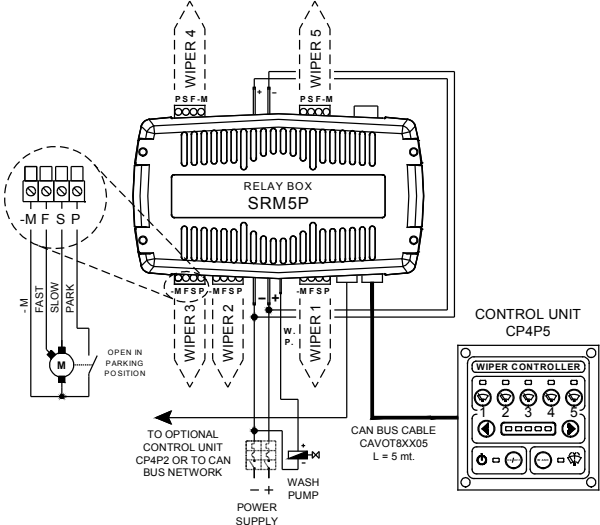 WIPER 4
WIPER 5
P S F -M
P S F -M
+ −
RELAY BOX
SRM5P
-M F S P
-M F S P
-M F S P
-M F S P
− +
WIPER 3
WIPER 2
W.
P.
WIPER 1
- M
FAST
SLOW
PARK
M
OPEN IN
PARKING
POSITION
CONTROL UNIT
CP4P5
WIPER CONTROLLER
1 2 3 4 5
TO OPTIONAL
CONTROL UNIT
CP4P2 OR TO CAN
BUS NETWORK
CAN BUS CABLE
CAVOT8XX05
L = 5 mt.
+
−
WASH
PUMP
− +
POWER
SUPPLY